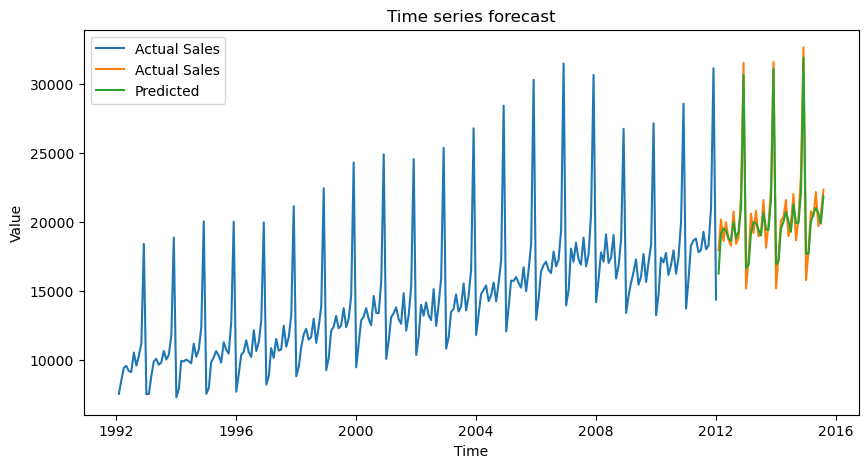 Time series forecast
Actual Sales
Actual Sales
Predicted
Value
30000
25000
20000
15000
10000
1992
1996
2000
2004
2008
2012
2016
Time